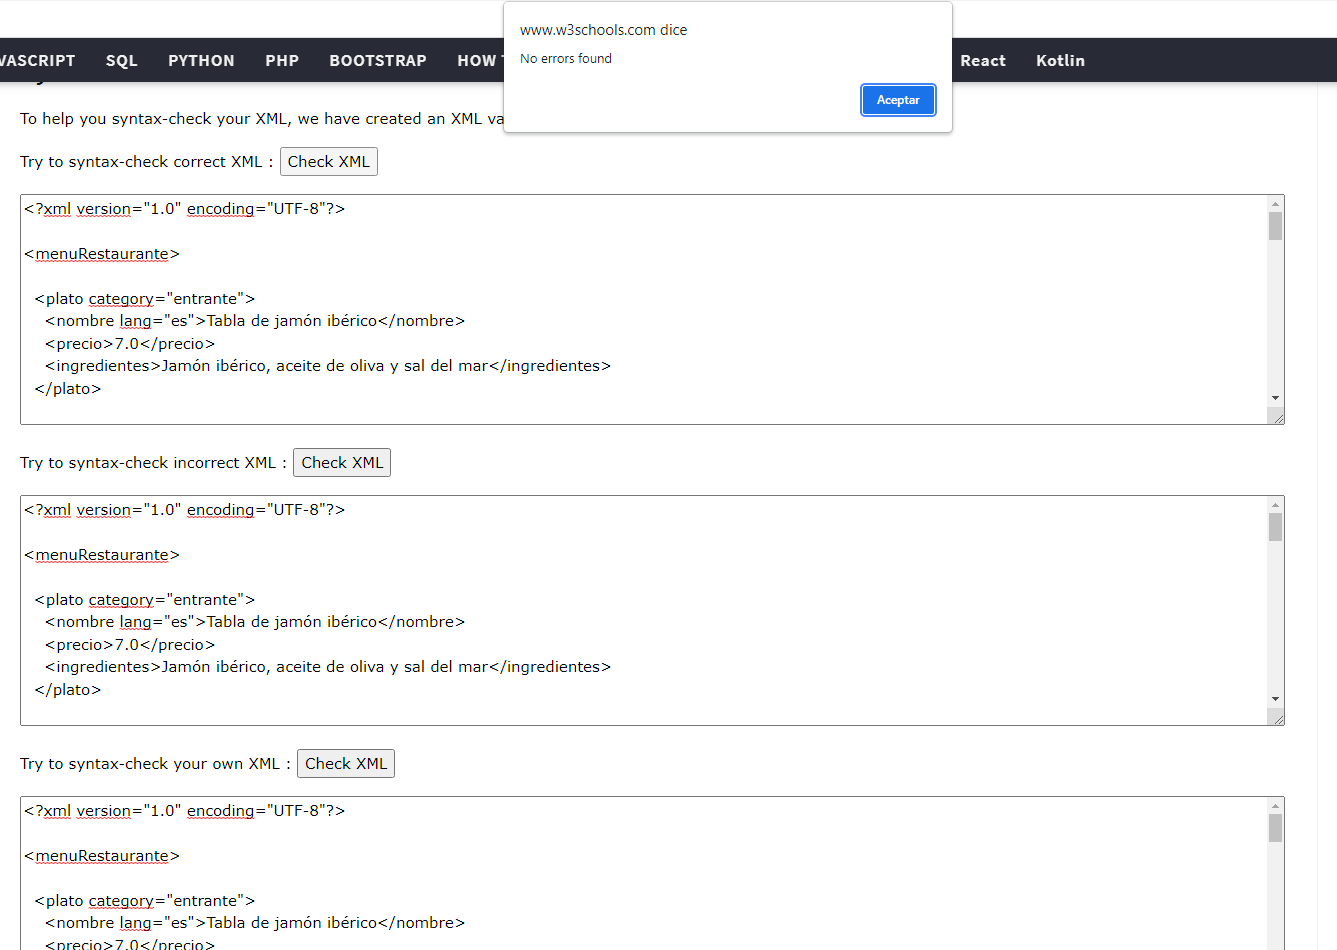 www.w3schools.com dice
No errors found
Aceptar
VASCRIPT SQL PYTHON PHP BOOTSTRAP HOW React Kotlin
To help you syntax-check your XML, we have created an XML va
Try to syntax-check correct XML : Check XML
<?xml version="1.0" encoding="UTF-8"?>
<menuRestaurante>
<plato category="entrante">
<nombre lang="es">Tabla de jamón ibérico</nombre>
<precio>7.0</precio>
<ingredientes>Jamón ibérico, aceite de oliva y sal del mar</ingredientes>
</plato>
Try to syntax-check incorrect XML : Check XML
<?xml version="1.0" encoding="UTF-8"?>
<menuRestaurante>
<plato category="entrante">
<nombre lang="es">Tabla de jamón ibérico</nombre>
<precio>7.0</precio>
<ingredientes>Jamón ibérico, aceite de oliva y sal del mar</ingredientes>
</plato>
Try to syntax-check your own XML : Check XML
<?xml version="1.0" encoding="UTF-8"?>
<menuRestaurante>
<plato category="entrante">
<nombre lang="es">Tabla de jamón ibérico</nombre>
<precio>7.0</precio>